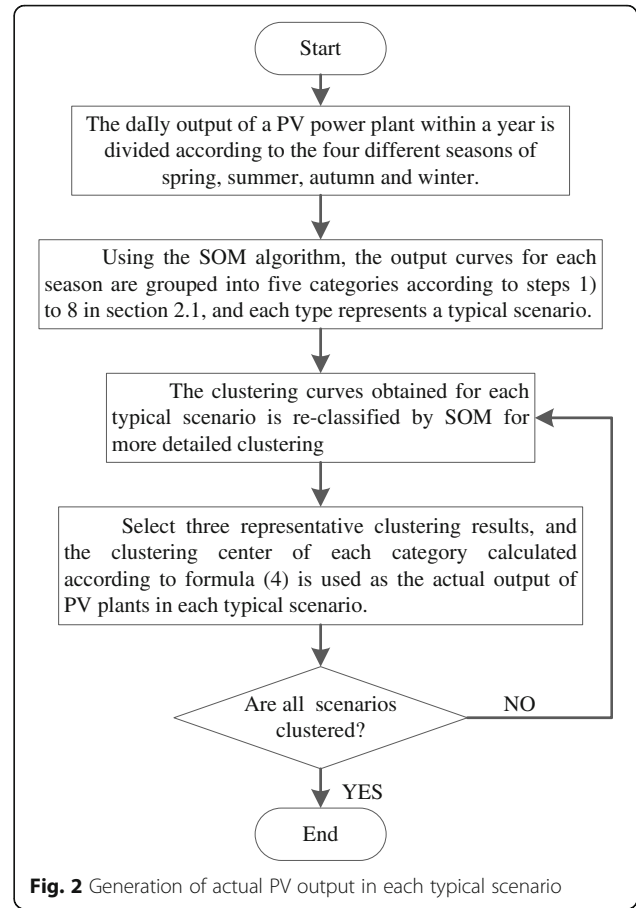 Start
The daIly output of a PV power plant within a year is
divided according to the four different seasons of
spring, summer, autumn and winter.
Using the SOM algorithm, the output curves for each
season are grouped into five categories according to steps 1)
to 8 in section 2.1, and each type represents a typical scenario.
The clustering curves obtained for each
typical scenario is re-classified by SOM for
more detailed clustering
Select three representative clustering results, and
the clustering center of each category calculated
according to formula (4) is used as the actual output of
PV plants in each typical scenario.
Are all scenarios
clustered?
NO
YES
End
Fig. 2 Generation of actual PV output in each typical scenario